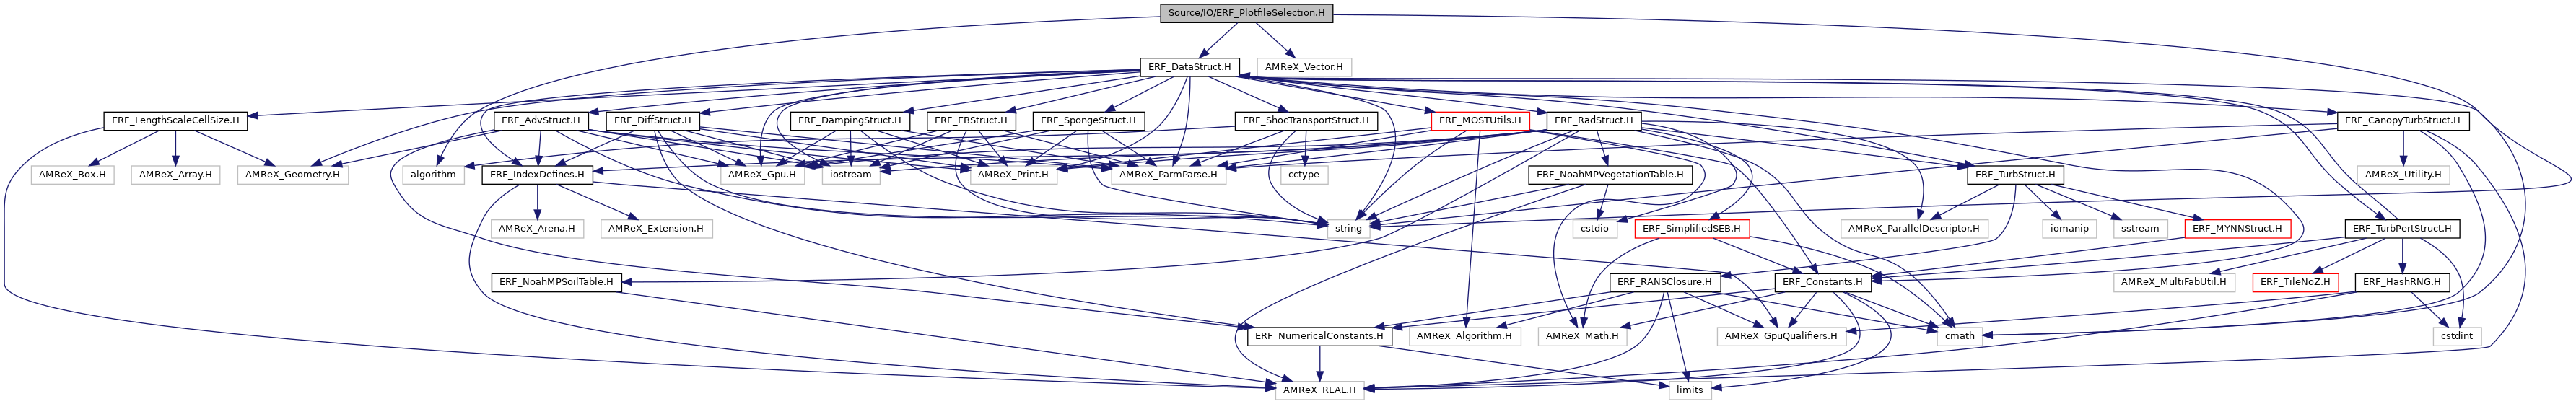 Source/IO/ERF_PlotfileSelection.H
ERF_DataStruct.H
AMReX_Vector.H
ERF_LengthScaleCellSize.H
ERF_AdvStruct.H
ERF_DiffStruct.H
ERF_DampingStruct.H
ERF_EBStruct.H
ERF_SpongeStruct.H
ERF_ShocTransportStruct.H
ERF_MOSTUtils.H
ERF_RadStruct.H
ERF_CanopyTurbStruct.H
AMReX_Box.H
AMReX_Array.H
AMReX_Geometry.H
algorithm
ERF_IndexDefines.H
AMReX_Gpu.H
iostream
AMReX_Print.H
AMReX_ParmParse.H
cctype
ERF_NoahMPVegetationTable.H
ERF_TurbStruct.H
AMReX_Utility.H
AMReX_Arena.H
AMReX_Extension.H
string
cstdio
ERF_SimplifiedSEB.H
AMReX_ParallelDescriptor.H
iomanip
sstream
ERF_MYNNStruct.H
ERF_TurbPertStruct.H
ERF_NoahMPSoilTable.H
ERF_RANSClosure.H
ERF_Constants.H
AMReX_MultiFabUtil.H
ERF_TileNoZ.H
ERF_HashRNG.H
ERF_NumericalConstants.H
AMReX_Algorithm.H
AMReX_Math.H
AMReX_GpuQualifiers.H
cmath
cstdint
AMReX_REAL.H
limits